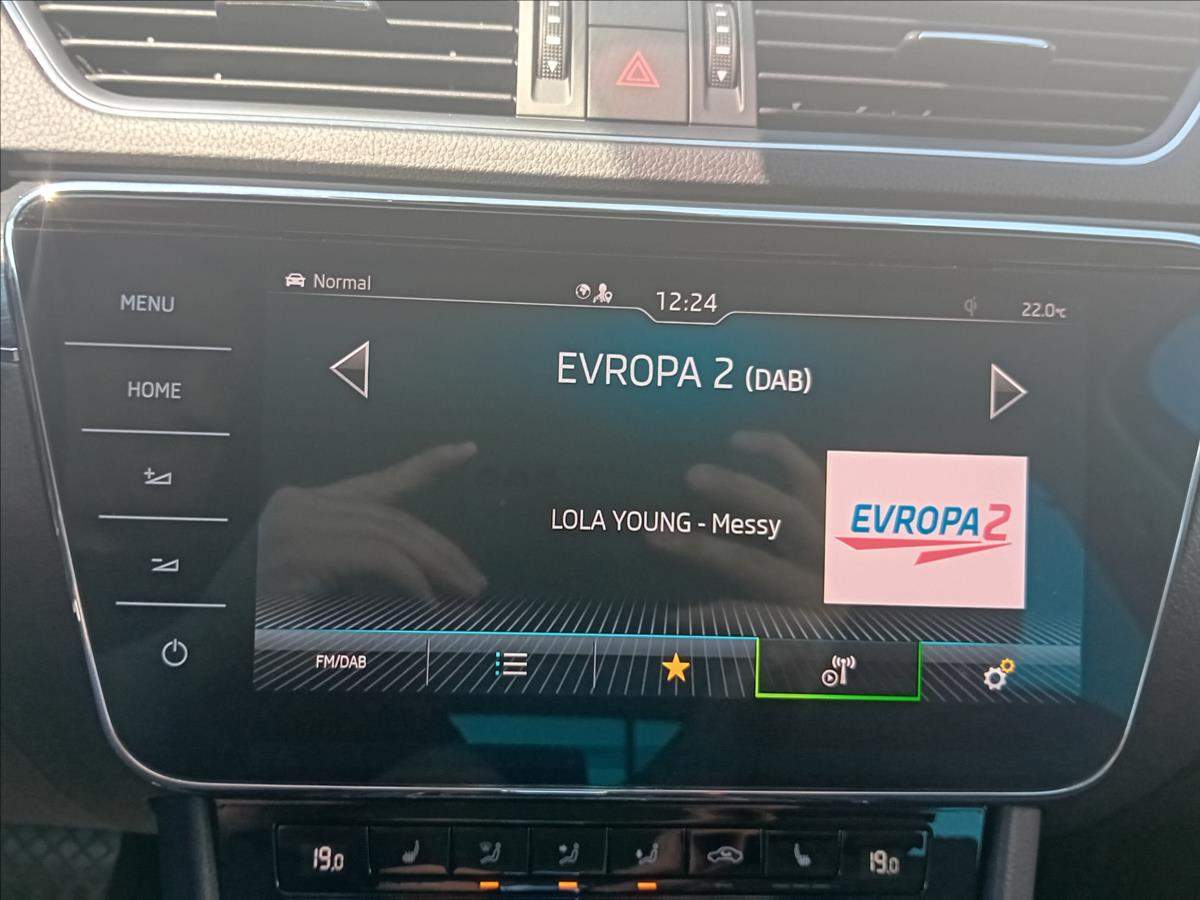 Normal
12:24
22.0°C
MENU
EVROPA 2 (DAB)
HOME
LOLA YOUNG - Messy
EVROPA 2
FM/DAB
19.0
19.0